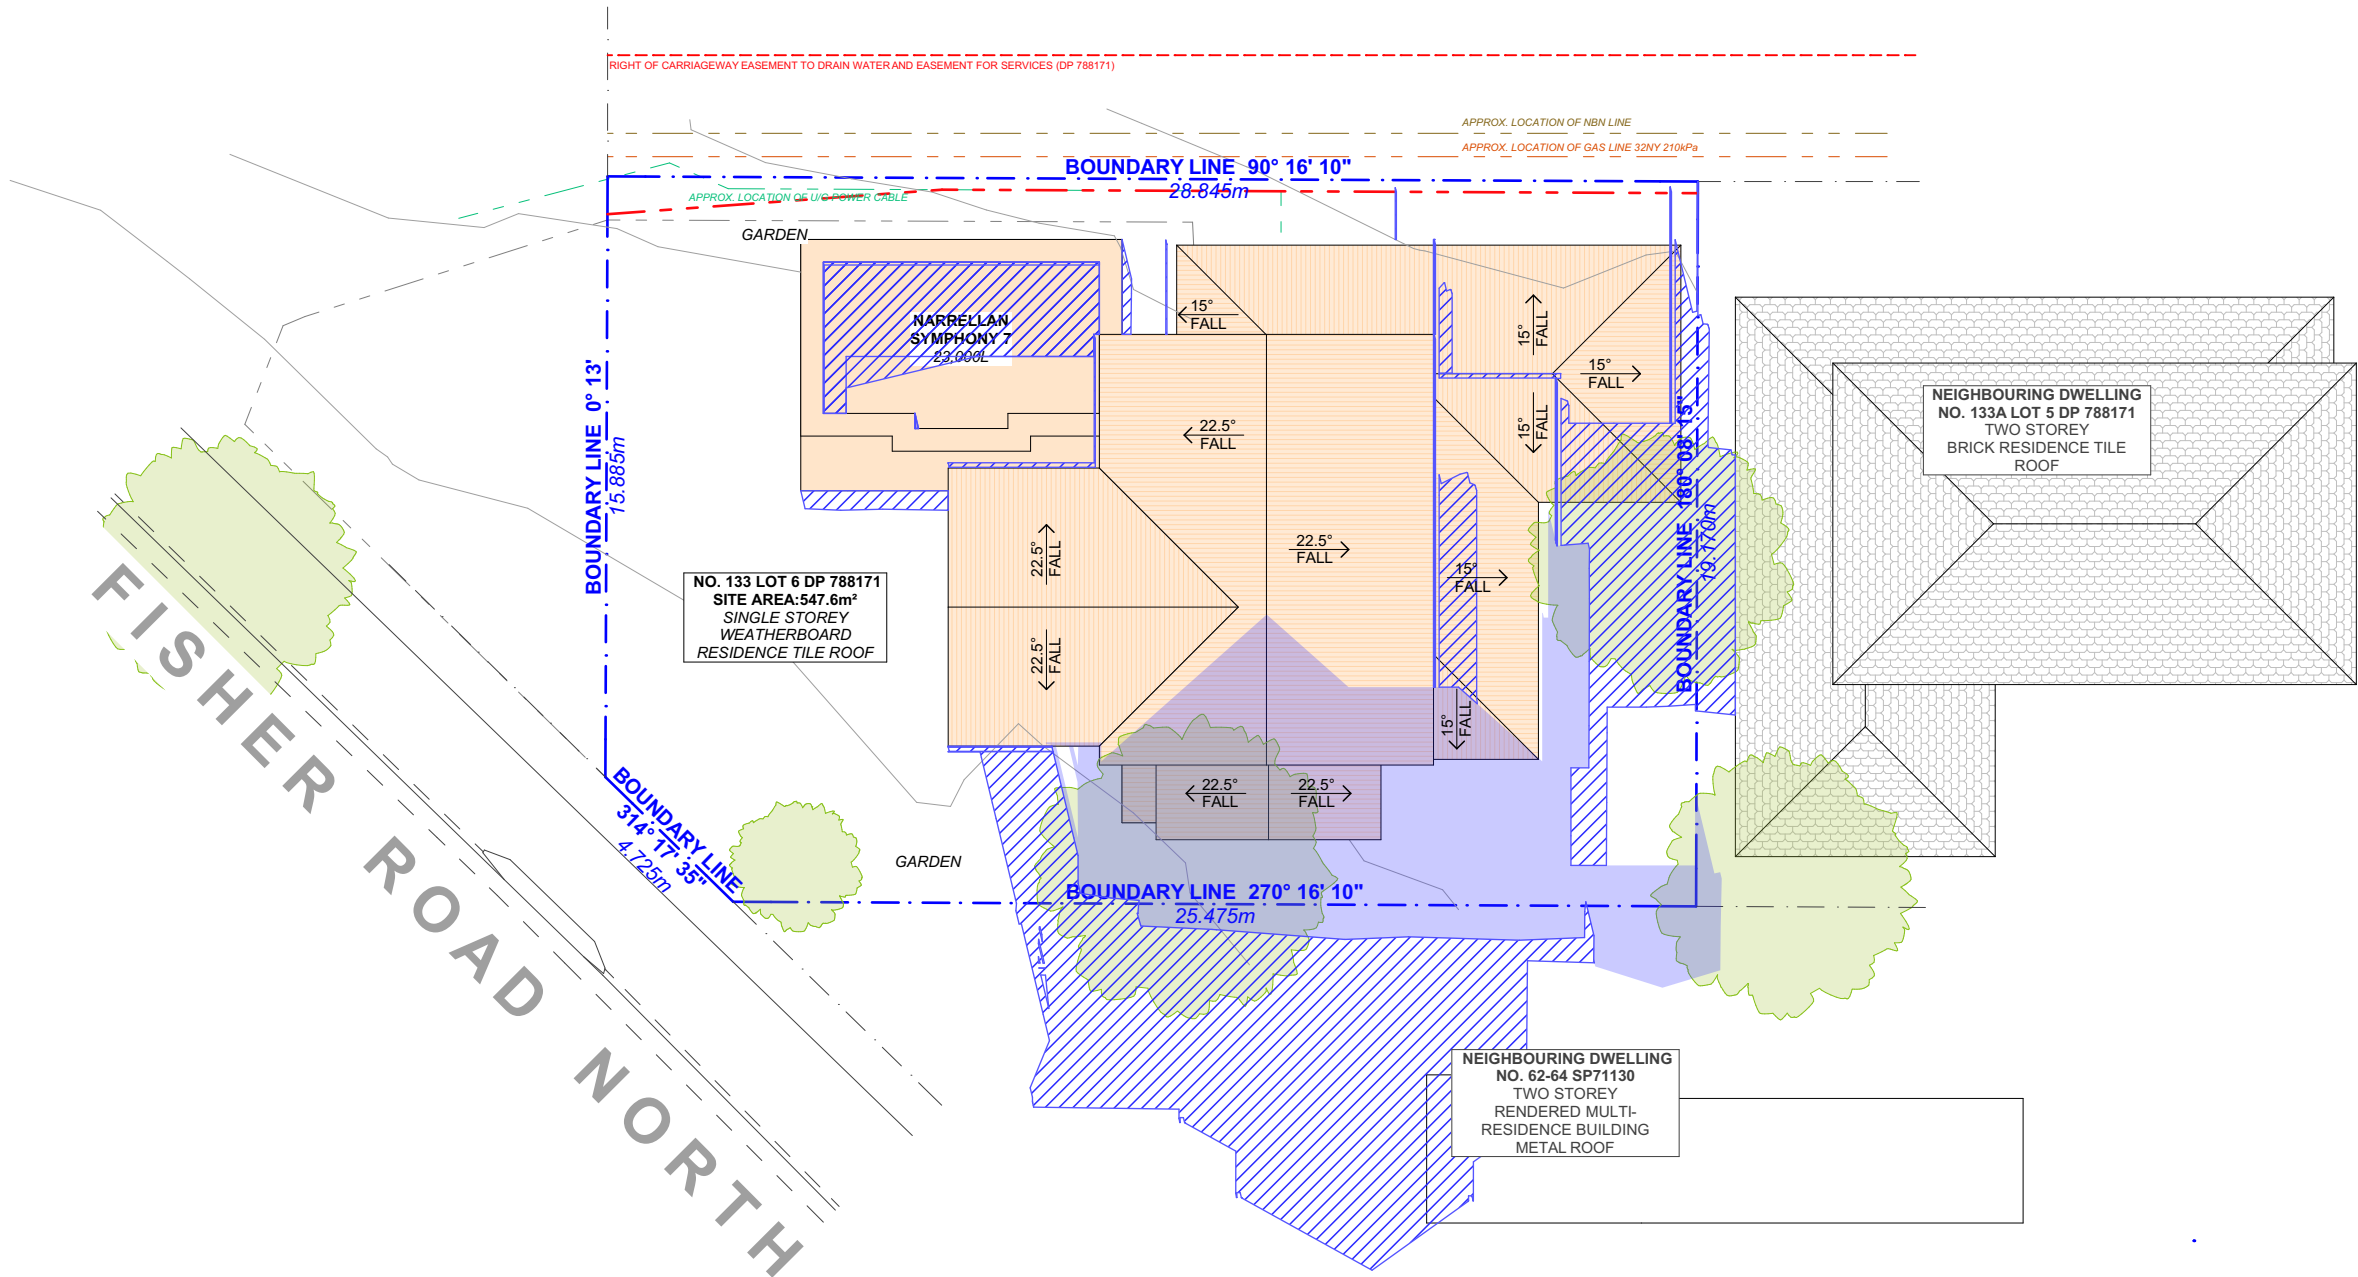 RIGHT OF CARRIAGEWAY EASEMENT TO DRAIN WATER AND EASEMENT FOR SERVICES (DP 788171)
APPROX. LOCATION OF NBN LINE
APPROX. LOCATION OF GAS LINE 32NY 210kPa
BOUNDARY LINE 90° 16' 10"
28.845m
APPROX. LOCATION OF U/G POWER CABLE
GARDEN
NARRELLAN
SYMPHONY 7
23,000L
15°
FALL
15°
FALL
15°
FALL
15°
FALL
22.5°
FALL
22.5°
FALL
22.5°
FALL
22.5°
FALL
15°
FALL
15°
FALL
22.5°
FALL
22.5°
FALL
BOUNDARY LINE 0° 13'
15.885m
NO. 133 LOT 6 DP 788171
SITE AREA:547.6m²
SINGLE STOREY
WEATHERBOARD
RESIDENCE TILE ROOF
BOUNDARY LINE 180° 08' 15"
19.170m
NEIGHBOURING DWELLING
NO. 133A LOT 5 DP 788171
TWO STOREY
BRICK RESIDENCE TILE
ROOF
BOUNDARY LINE
314° 17' 35"
4.725m
GARDEN
BOUNDARY LINE 270° 16' 10"
25.475m
FISHER ROAD NORTH
NEIGHBOURING DWELLING
NO. 62-64 SP71130
TWO STOREY
RENDERED MULTI-
RESIDENCE BUILDING
METAL ROOF